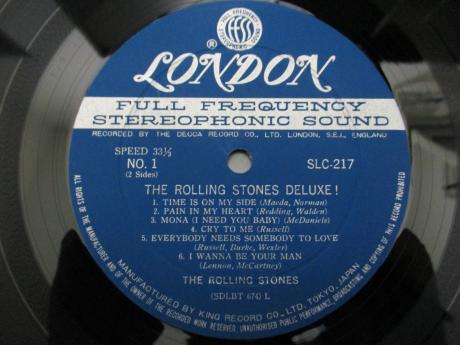 FULL FREQUENCY
STEREOPHONIC SOUND
ffss
® LONDON
FULL FREQUENCY
STEREOPHONIC SOUND
RECORDED BY THE DECCA RECORD CO., LTD. LONDON, S.E.I., ENGLAND
SPEED 33⅓
NO. 1 SLC-217
(2 Sides)
THE ROLLING STONES DELUXE!
1. TIME IS ON MY SIDE (Maeda, Norman)
2. PAIN IN MY HEART (Redding, Walden)
3. MONA (I NEED YOU BABY) (McDaniels)
4. CRY TO ME (Russell)
5. EVERYBODY NEEDS SOMEBODY TO LOVE
(Russell, Burke, Wexler)
6. I WANNA BE YOUR MAN
(Lennon, McCartney)
THE ROLLING STONES
(SDLBT 674) L
MANUFACTURED BY KING RECORD CO., LTD., TOKYO, JAPAN
ALL RIGHTS OF THE MANUFACTURER AND OF THE OWNER OF THE RECORDED WORK RESERVED. UNAUTHORISED PUBLIC PERFORMANCE, BROADCASTING AND COPYING OF THIS RECORD PROHIBITED